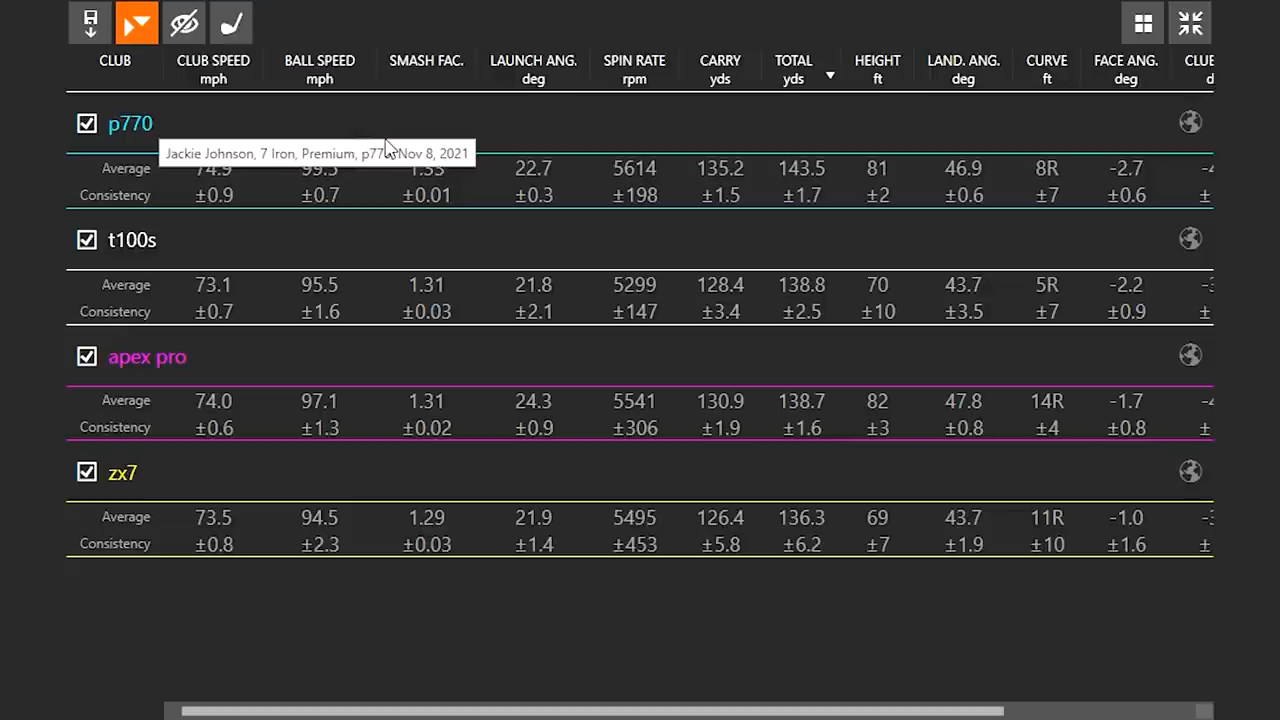 CLUB CLUB SPEED BALL SPEED SMASH FAC. LAUNCH ANG. SPIN RATE CARRY TOTAL HEIGHT LAND. ANG. CURVE FACE ANG. CLUB
mph mph deg rpm yds yds ft deg ft deg d
p770
Jackie Johnson, 7 Iron, Premium, Nov 8, 2021
Average 22.7 5614 135.2 143.5 81 46.9 8R -2.7
Consistency ±0.9 ±0.7 ±0.01 ±0.3 ±198 ±1.5 ±1.7 ±2 ±0.6 ±7 ±0.6 ±
t100s
Average 73.1 95.5 1.31 21.8 5299 128.4 138.8 70 43.7 5R -2.2
Consistency ±0.7 ±1.6 ±0.03 ±2.1 ±147 ±3.4 ±2.5 ±10 ±3.5 ±7 ±0.9 ±
apex pro
Average 74.0 97.1 1.31 24.3 5541 130.9 138.7 82 47.8 14R -1.7
Consistency ±0.6 ±1.3 ±0.02 ±0.9 ±306 ±1.9 ±1.6 ±3 ±0.8 ±4 ±0.8 ±
zx7
Average 73.5 94.5 1.29 21.9 5495 126.4 136.3 69 43.7 11R -1.0
Consistency ±0.8 ±2.3 ±0.03 ±1.4 ±453 ±5.8 ±6.2 ±7 ±1.9 ±10 ±1.6 ±